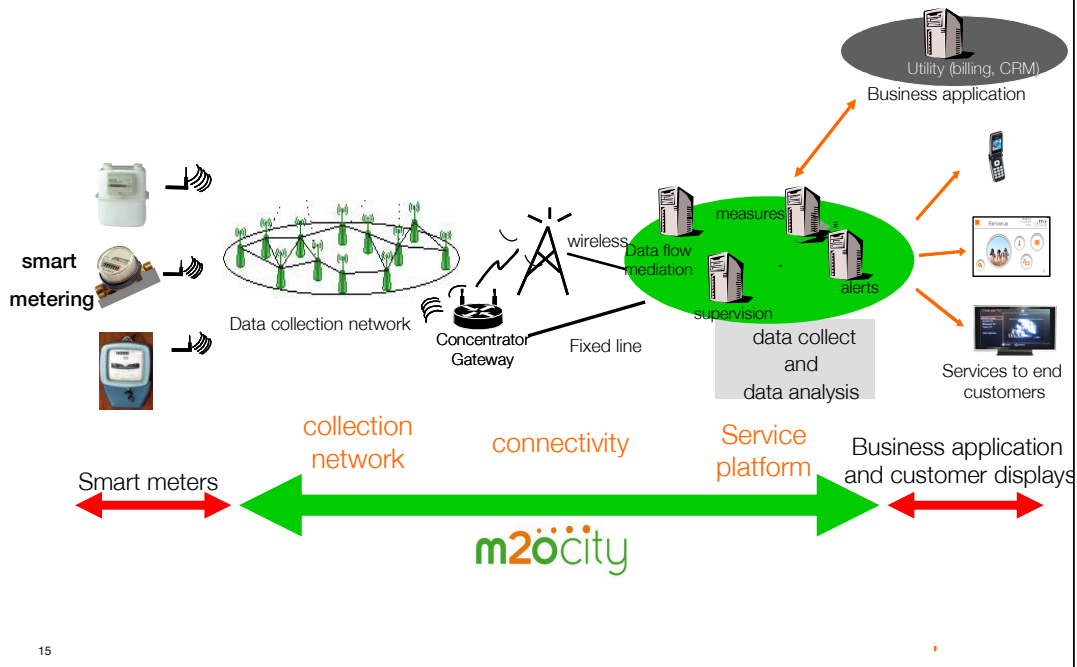 Utility (billing, CRM)
Business application
smart
metering
Data collection network
Concentrator
Gateway
wireless
Fixed line
measures
Data flow
mediation
alerts
supervision
data collect
and
data analysis
Services to end
customers
collection
network
connectivity
Service
platform
Smart meters
Business application
and customer displays
m2ocity
15